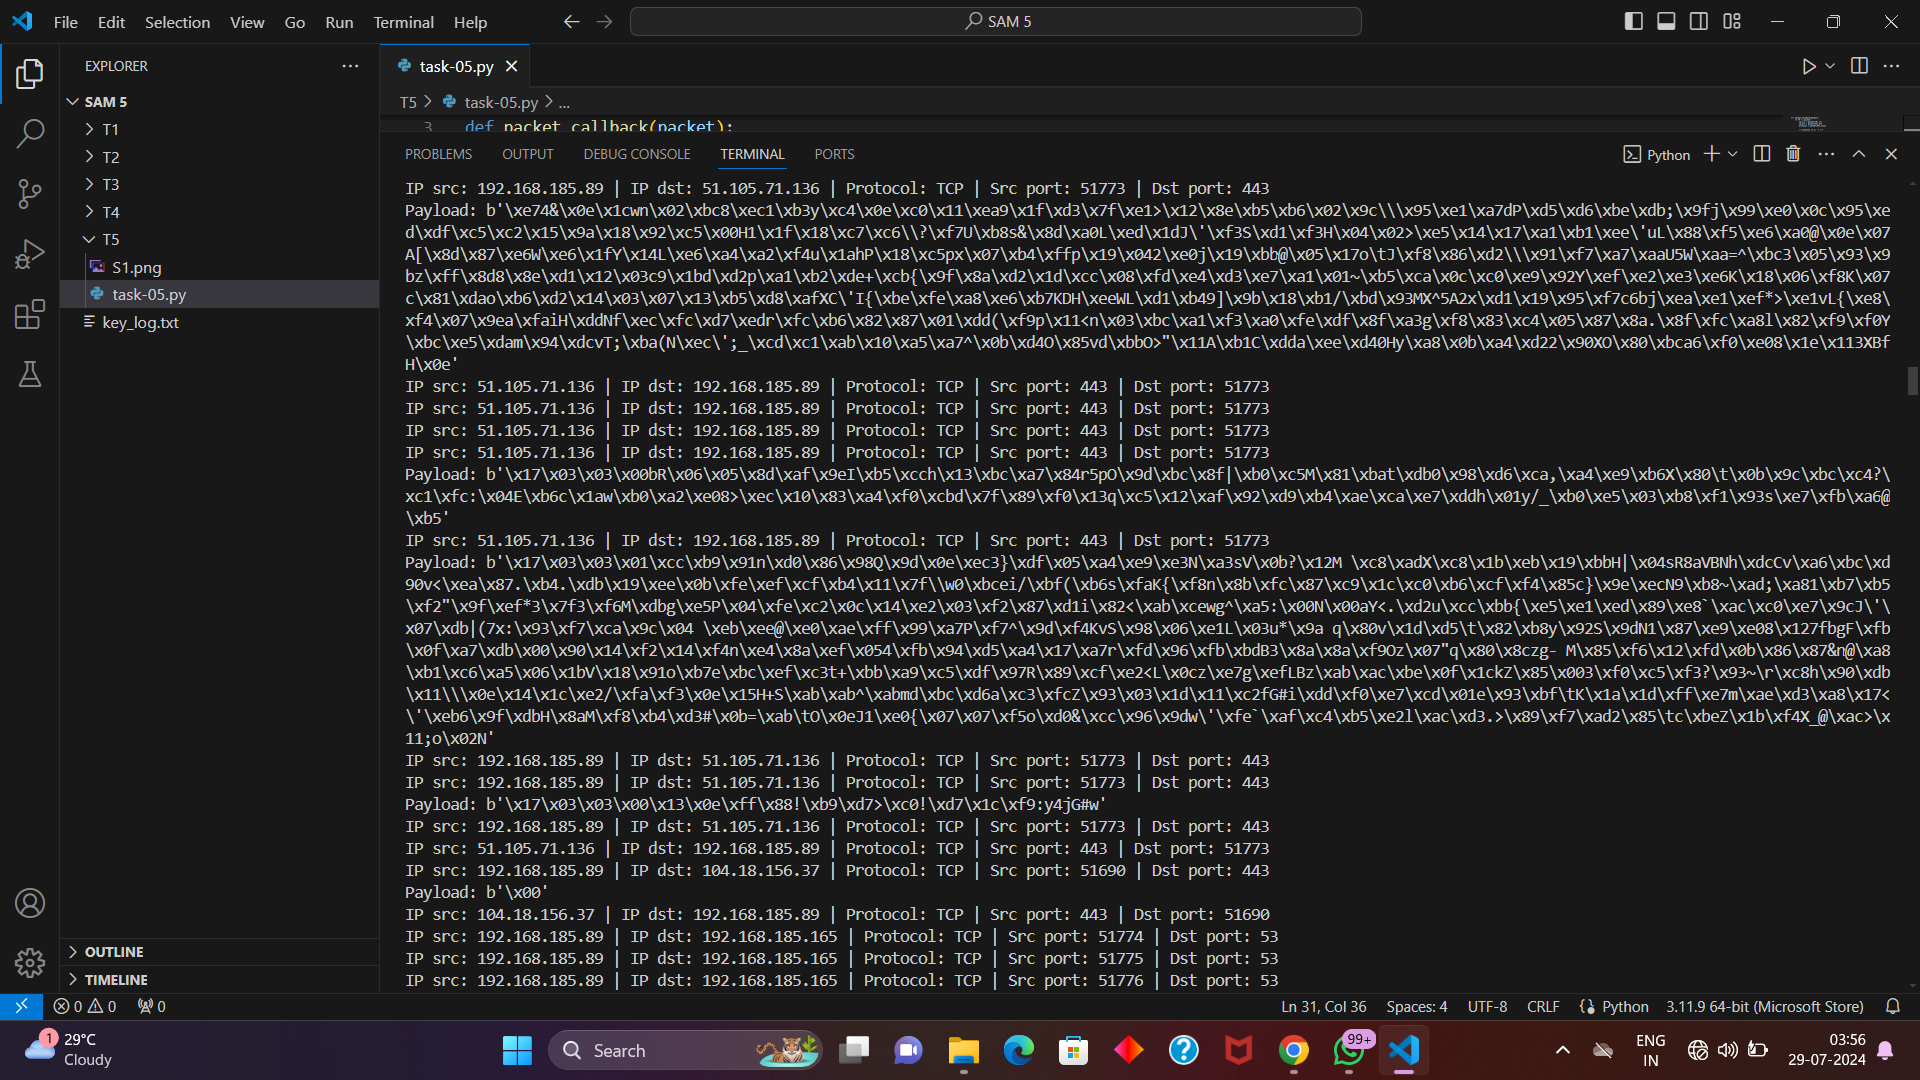 File Edit Selection View Go Run Terminal Help
SAM 5
EXPLORER
SAM 5
T1
T2
T3
T4
T5
S1.png
task-05.py
key_log.txt
OUTLINE
TIMELINE
task-05.py
T5 > task-05.py > ...
3 def packet_callback(packet):
PROBLEMS OUTPUT DEBUG CONSOLE TERMINAL PORTS
Python
IP src: 192.168.185.89 | IP dst: 51.105.71.136 | Protocol: TCP | Src port: 51773 | Dst port: 443
Payload: b'\xe74&\x0e\x1cwn\x02\xbc8\xec1\xb3y\xc4\x0e\xc0\x11\xea9\x1f\xd3\x7f\xe1>\x12\x8e\xb5\xb6\x02\x9c\\\x95\xe1\xa7dP\xd5\xd6\xbe\xdb;\x9fj\x99\xe0\x0c\x95\xe
d\xdf\xc5\xc2\x15\x9a\x18\x92\xc5\x00H1\x1f\x18\xc7\xc6\\?\xf7U\xb8s&\x8d\xa0L\xed\x1dJ\'\xf3S\xd1\xf3H\x04\x02>\xe5\x14\x17\xa1\xb1\xee\'uL\x88\xf5\xe6\xa0@\x0e\x07
A[\x8d\x87\xe6W\xe6\x1fY\x14L\xe6\xa4\xa2\xf4u\x1ahP\x18\xc5px\x07\xb4\xffp\x19\x042\xe0j\x19\xbb@\x05\x17o\tJ\xf8\x86\xd2\\\x91\xf7\xa7\xaaU5W\xaa=^\xbc3\x05\x93\x9
bz\xff\x8d8\x8e\xd1\x12\x03c9\x1bd\xd2p\xa1\xb2\xde+\xcb{\x9f\x8a\xd2\x1d\xcc\x08\xfd\xe4\xd3\xe7\xa1\x01~\xb5\xca\x0c\xc0\xe9\x92Y\xef\xe2\xe3\xe6K\x18\x06\xf8K\x07
c\x81\xdao\xb6\xd2\x14\x03\x07\x13\xb5\xd8\xafXC\'I{\xbe\xfe\xa8\xe6\xb7KDH\xeeWL\xd1\xb49]\x9b\x18\xb1/\xbd\x93MX^5A2x\xd1\x19\x95\xf7c6bj\xea\xe1\xef*>\xe1vL{\xe8\
xf4\x07\x9ea\xfaiH\xddNf\xec\xfc\xd7\xedr\xfc\xb6\x82\x87\x01\xdd(\xf9p\x11<n\x03\xbc\xa1\xf3\xa0\xfe\xdf\x8f\xa3g\xf8\x83\xc4\x05\x87\x8a.\x8f\xfc\xa8l\x82\xf9\xf0Y
\xbc\xe5\xdam\x94\xdcvT;\xba(N\xec\';_\xcd\xc1\xab\x10\xa5\xa7^\x0b\xd4O\x85vd\xbbO>"\x11A\xb1C\xdda\xee\xd40Hy\xa8\x0b\xa4\xd22\x90XO\x80\xbca6\xf0\xe08\x1e\x113XBf
H\x0e'
IP src: 51.105.71.136 | IP dst: 192.168.185.89 | Protocol: TCP | Src port: 443 | Dst port: 51773
IP src: 51.105.71.136 | IP dst: 192.168.185.89 | Protocol: TCP | Src port: 443 | Dst port: 51773
IP src: 51.105.71.136 | IP dst: 192.168.185.89 | Protocol: TCP | Src port: 443 | Dst port: 51773
IP src: 51.105.71.136 | IP dst: 192.168.185.89 | Protocol: TCP | Src port: 443 | Dst port: 51773
Payload: b'\x17\x03\x03\x00bR\x06\x05\x8d\xaf\x9eI\xb5\xcch\x13\xbc\xa7\x84r5pO\x9d\xbc\x8f|\xb0\xc5M\x81\xbat\xdb0\x98\xd6\xca,\xa4\xe9\xb6X\x80\t\x0b\x9c\xbc\xc4?\
xc1\xfc:\x04E\xb6c\x1aw\xb0\xa2\xe08>\xec\x10\x83\xa4\xf0\xcbd\x7f\x89\xf0\x13q\xc5\x12\xaf\x92\xd9\xb4\xae\xca\xe7\xddh\x01y/_\xb0\xe5\x03\xb8\xf1\x93s\xe7\xfb\xa6@
\xb5'
IP src: 51.105.71.136 | IP dst: 192.168.185.89 | Protocol: TCP | Src port: 443 | Dst port: 51773
Payload: b'\x17\x03\x03\x01\xcc\xb9\x91n\xd0\x86\x98Q\x9d\x0e\xec3}\xdf\x05\xa4\xe9\xe3N\xa3sV\x0b?\x12M \xc8\xadX\xc8\x1b\xeb\x19\xbbH|\x04sR8aVBNh\xdcCv\xa6\xbc\xd
90v<\xea\x87.\xb4.\xdb\x19\xee\x0b\xfe\xef\xcf\xb4\x11\x7f\\w0\xbcei/\xbf(\xb6s\xfaK{\xf8n\x8b\xfc\x87\xc9\x1c\xc0\xb6\xcf\xf4\x85c}\x9e\xecN9\xb8~\xad;\xa81\xb7\xb5
\xf2"\x9f\xef*3\x7f3\xf6M\xdbg\xe5P\x04\xfe\xc2\x0c\x14\xe2\x03\xf2\x87\xd1i\x82<\xab\xcewg^\xa5:\x00N\x00aY<.\xd2u\xcc\xbb{\xe5\xe1\xed\x89\xe8`\xac\xc0\xe7\x9cJ\'\
x07\xdb|(7x:\x93\xf7\xca\x9c\x04 \xeb\xee@\xe0\xae\xff\x99\xa7P\xf7^\x9d\xf4KvS\x98\x06\xe1L\x03u*\x9a q\x80v\x1d\xd5\t\x82\xb8y\x92S\x9dN1\x87\xe9\xe08\x127fbgF\xfb
\x0f\xa7\xdb\x00\x90\x14\xf2\x14\xf4n\xe4\x8a\xef\x054\xfb\x94\xd5\xa4\x17\xa7r\xfd\x96\xfb\xbdB3\x8a\x8a\xf9Oz\x07"q\x80\x8czg- M\x85\xf6\x12\xfd\x0b\x86\x87&n@\xa8
\xb1\xc6\xa5\x06\x1bV\x18\x91o\xb7e\xbc\xef\xc3t+\xbb\xa9\xc5\xdf\x97R\x89\xcf\xe2<L\x0cz\xe7g\xefLBz\xab\xac\xbe\x0f\x1ckZ\x85\x003\xf0\xc5\xf3?\x93~\r\xc8h\x90\xdb
\x11\\\x0e\x14\x1c\xe2/\xfa\xf3\x0e\x15H+S\xab\xab^\xabmd\xbc\xd6a\xc3\xfcZ\x93\x03\x1d\x11\xc2fG#i\xdd\xf0\xe7\xcd\x01e\x93\xbf\tK\x1a\x1d\xff\xe7m\xae\xd3\xa8\x17<
\'\xeb6\x9f\xdbH\x8aM\xf8\xb4\xd3#\x0b=\xab\tO\x0eJ1\xe0{\x07\x07\xf5o\xd0&\xcc\x96\x9dw\'\xfe`\xaf\xc4\xb5\xe2l\xac\xd3.>\x89\xf7\xad2\x85\tc\xbeZ\x1b\xf4X_@\xac>\x
11;o\x02N'
IP src: 192.168.185.89 | IP dst: 51.105.71.136 | Protocol: TCP | Src port: 51773 | Dst port: 443
IP src: 192.168.185.89 | IP dst: 51.105.71.136 | Protocol: TCP | Src port: 51773 | Dst port: 443
Payload: b'\x17\x03\x03\x00\x13\x0e\xff\x88!\xb9\xd7>\xc0!\xd7\x1c\xf9:y4jG#w'
IP src: 192.168.185.89 | IP dst: 51.105.71.136 | Protocol: TCP | Src port: 51773 | Dst port: 443
IP src: 51.105.71.136 | IP dst: 192.168.185.89 | Protocol: TCP | Src port: 443 | Dst port: 51773
IP src: 192.168.185.89 | IP dst: 104.18.156.37 | Protocol: TCP | Src port: 51690 | Dst port: 443
Payload: b'\x00'
IP src: 104.18.156.37 | IP dst: 192.168.185.89 | Protocol: TCP | Src port: 443 | Dst port: 51690
IP src: 192.168.185.89 | IP dst: 192.168.185.165 | Protocol: TCP | Src port: 51774 | Dst port: 53
IP src: 192.168.185.89 | IP dst: 192.168.185.165 | Protocol: TCP | Src port: 51775 | Dst port: 53
IP src: 192.168.185.89 | IP dst: 192.168.185.165 | Protocol: TCP | Src port: 51776 | Dst port: 53
0 0 0 Ln 31, Col 36 Spaces: 4 UTF-8 CRLF Python 3.11.9 64-bit (Microsoft Store)
1
29°C
Cloudy
Search
99+
ENG
IN
03:56
29-07-2024